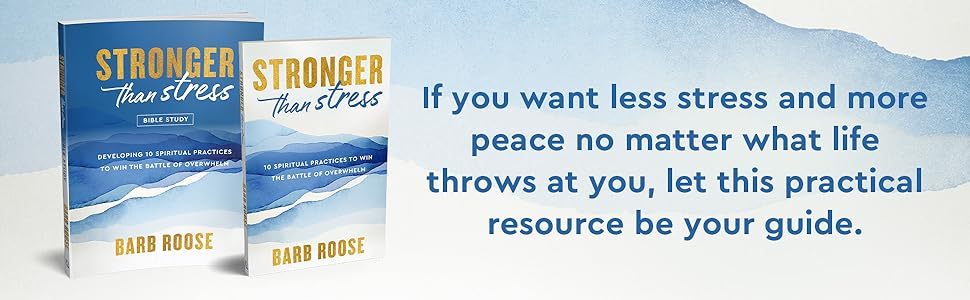 STRONGER
than stress
BIBLE STUDY
DEVELOPING 10 SPIRITUAL PRACTICES
TO WIN THE BATTLE OF OVERWHELM
BARB ROOSE
STRONGER
than stress
10 SPIRITUAL PRACTICES TO WIN
THE BATTLE OF OVERWHELM
BARB ROOSE
If you want less stress and more
peace no matter what life
throws at you, let this practical
resource be your guide.